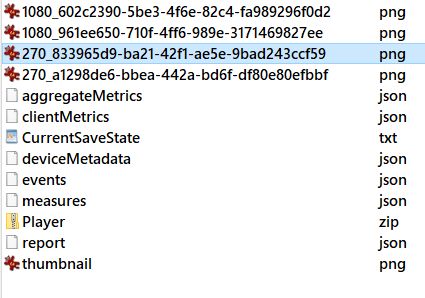 1080_602c2390-5be3-4f6e-82c4-fa989296f0d2 png
1080_961ee650-710f-4ff6-989e-3171469827ee png
270_833965d9-ba21-42f1-ae5e-9bad243ccf59 png
270_a1298de6-bbea-442a-bd6f-df80e80efbbf png
aggregateMetrics json
clientMetrics json
CurrentSaveState txt
deviceMetadata json
events json
measures json
Player zip
report json
thumbnail png